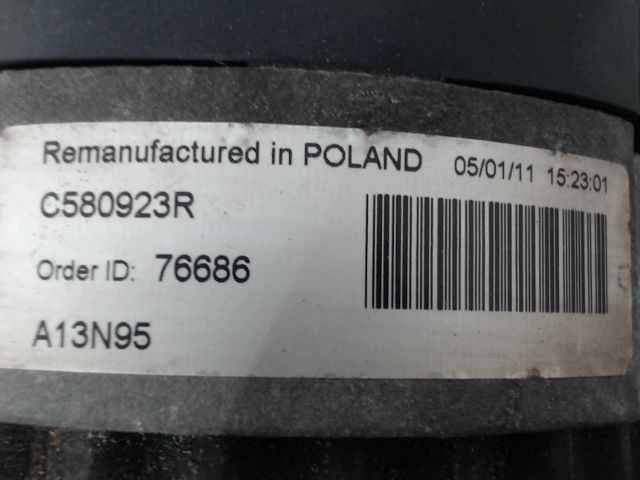 Remanufactured in POLAND 05/01/11 15:23:01
C580923R
Order ID: 76686
A13N95